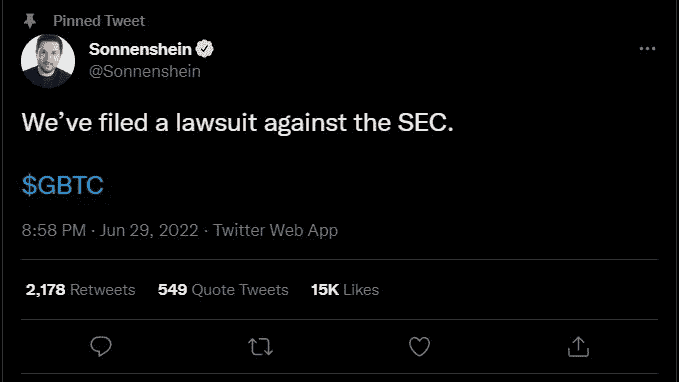 Pinned Tweet
Sonnenshein
@Sonnenshein
We’ve filed a lawsuit against the SEC.
$GBTC
8:58 PM · Jun 29, 2022 · Twitter Web App
2,178 Retweets 549 Quote Tweets 15K Likes